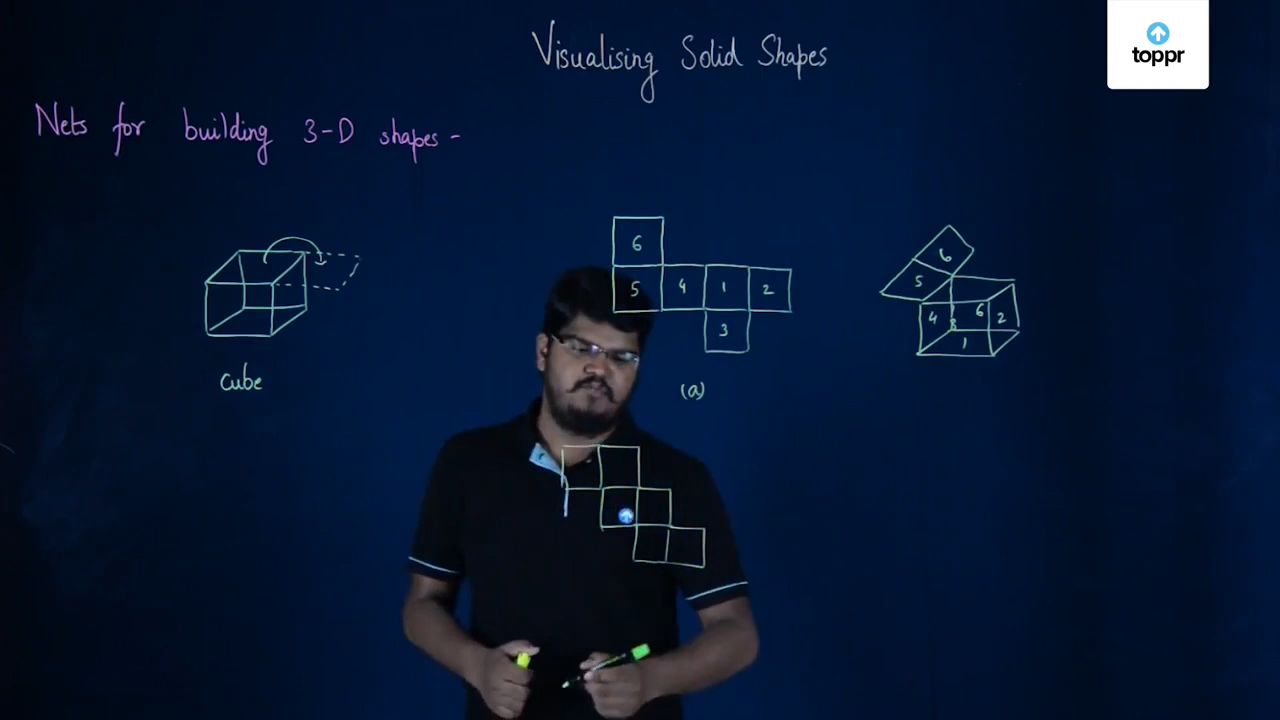 Visualising Solid Shapes
toppr
Nets for building 3-D shapes -
6
5 4 1 2
3
6
5
4 3 6 2
1
cube
(a)